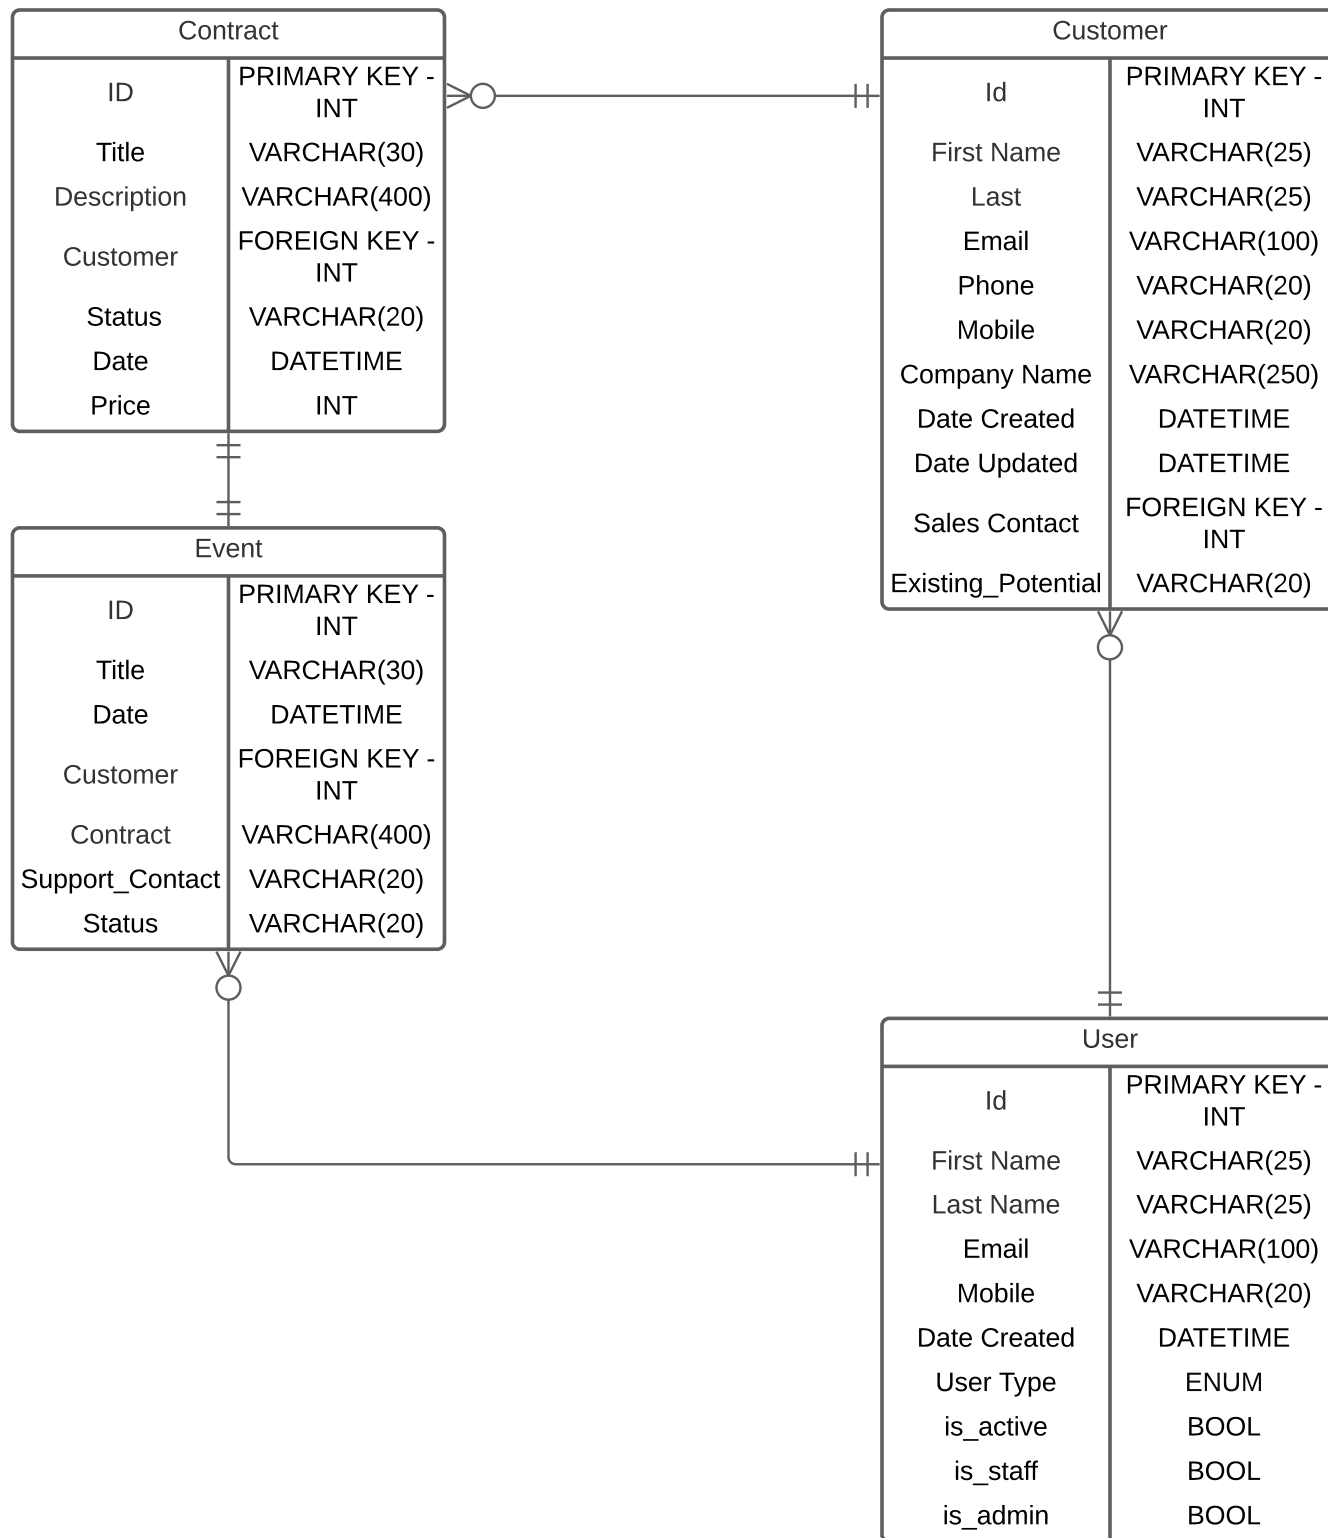 Contract
ID
PRIMARY KEY -
INT
Title
VARCHAR(30)
Description
VARCHAR(400)
Customer
FOREIGN KEY -
INT
Status
VARCHAR(20)
Date
DATETIME
Price
INT
Customer
Id
PRIMARY KEY -
INT
First Name
VARCHAR(25)
Last
VARCHAR(25)
Email
VARCHAR(100)
Phone
VARCHAR(20)
Mobile
VARCHAR(20)
Company Name
VARCHAR(250)
Date Created
DATETIME
Date Updated
DATETIME
Sales Contact
FOREIGN KEY -
INT
Existing_Potential
VARCHAR(20)
Event
ID
PRIMARY KEY -
INT
Title
VARCHAR(30)
Date
DATETIME
Customer
FOREIGN KEY -
INT
Contract
VARCHAR(400)
Support_Contact
VARCHAR(20)
Status
VARCHAR(20)
User
Id
PRIMARY KEY -
INT
First Name
VARCHAR(25)
Last Name
VARCHAR(25)
Email
VARCHAR(100)
Mobile
VARCHAR(20)
Date Created
DATETIME
User Type
ENUM
is_active
BOOL
is_staff
BOOL
is_admin
BOOL